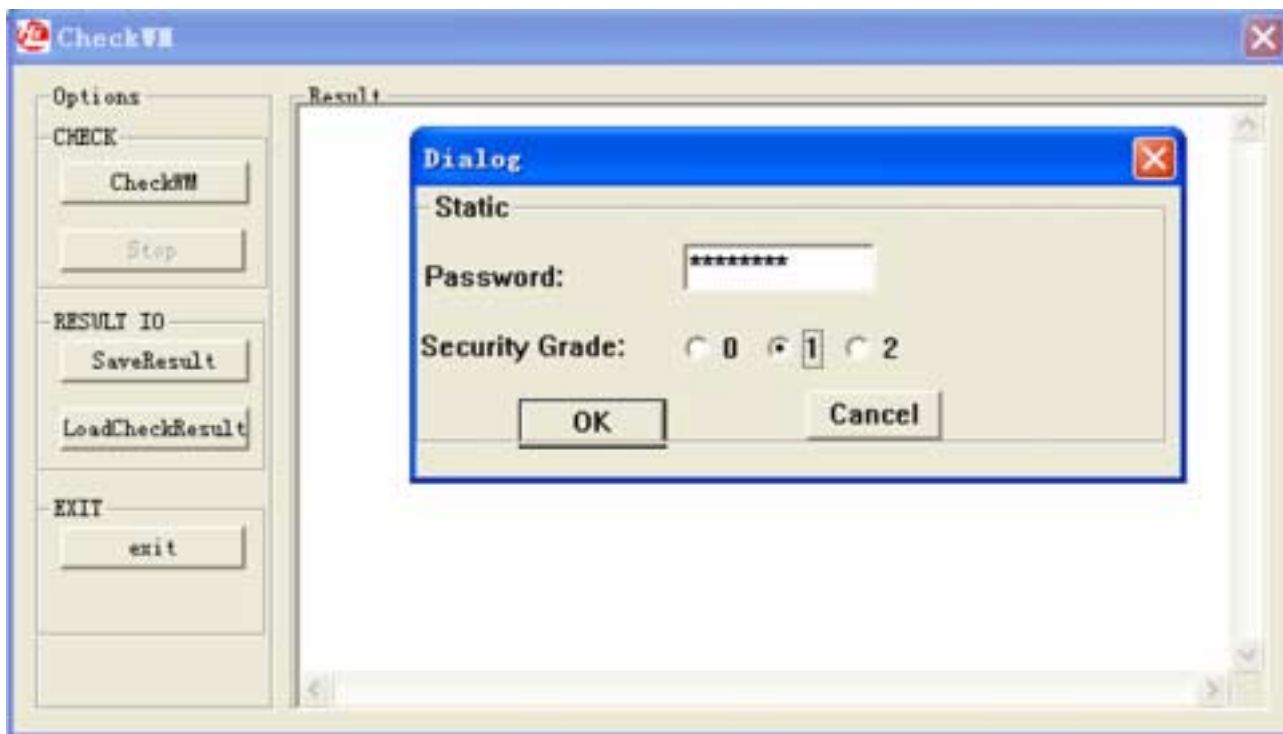 CheckWM
Options
CHECK
CheckWM
Stop
RESULT IO
SaveResult
LoadCheckResult
EXIT
exit
Result
Dialog
Static
Password: ********
Security Grade: 0 1 2
OK Cancel